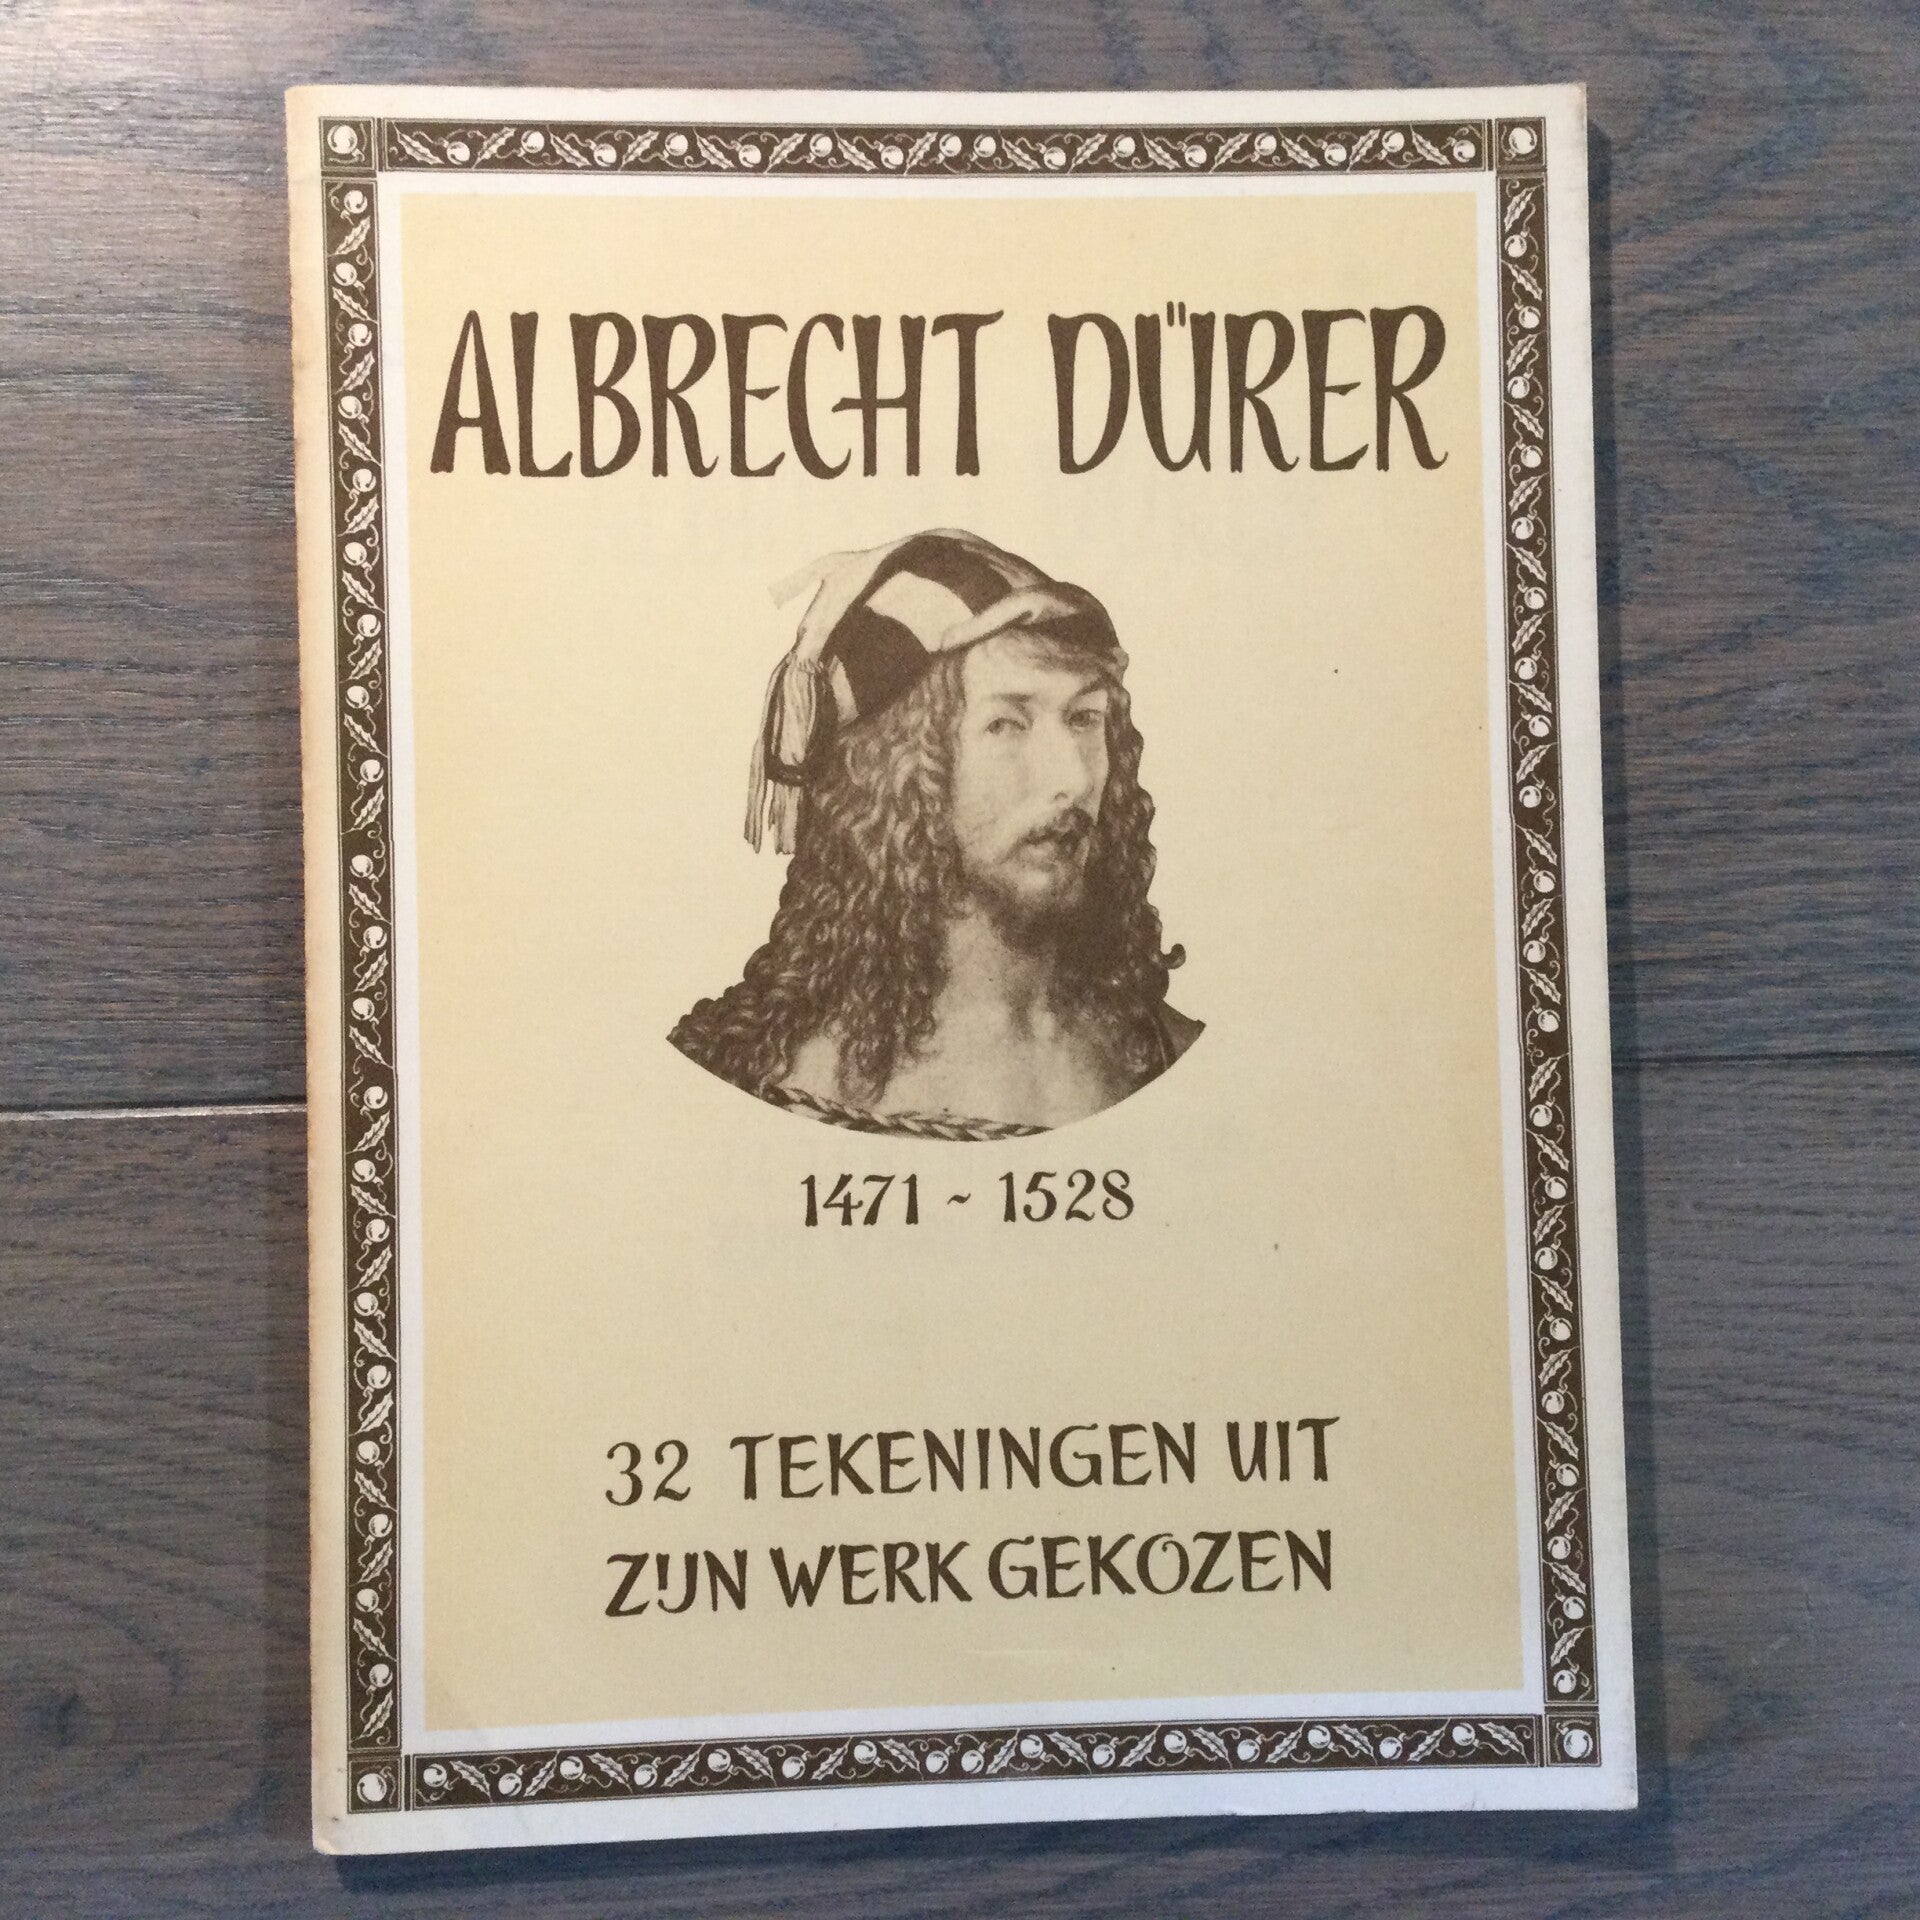 ALBRECHT DÜRER
1471 ~ 1528
32 TEKENINGEN UIT
ZIJN WERK GEKOZEN